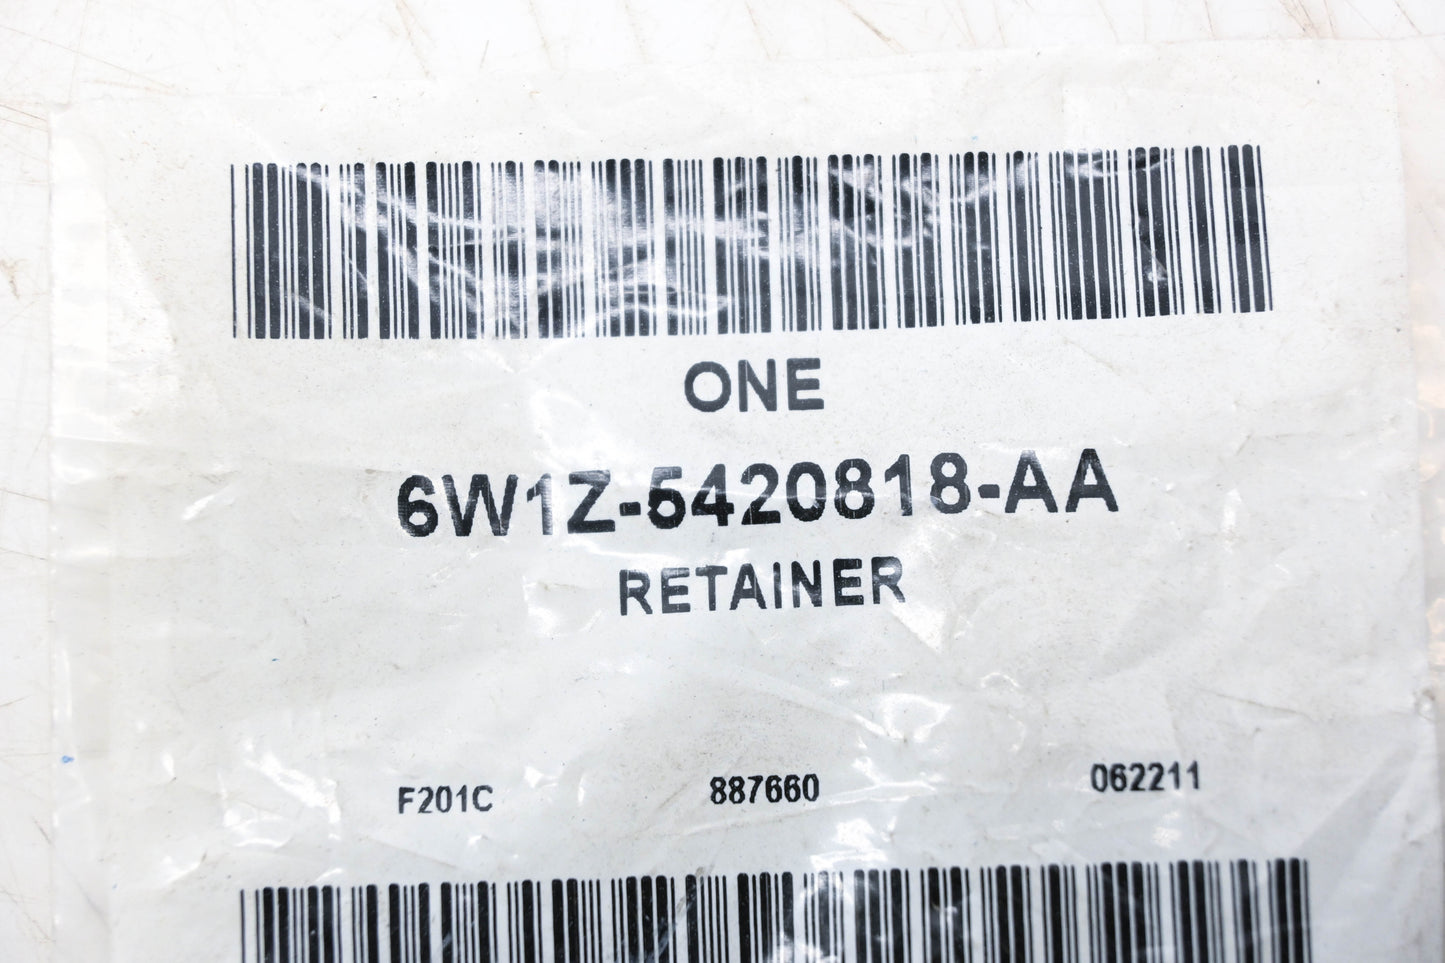 ONE
6W1Z-5420818-AA
RETAINER
F201C 887660 062211